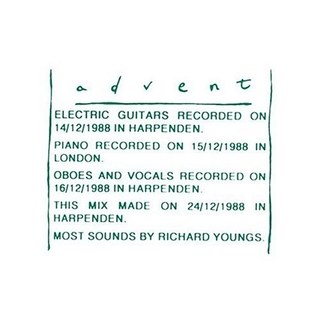 advent
ELECTRIC GUITARS RECORDED ON
14/12/1988 IN HARPENDEN.
PIANO RECORDED ON 15/12/1988 IN
LONDON.
OBOES AND VOCALS RECORDED ON
16/12/1988 IN HARPENDEN.
THIS MIX MADE ON 24/12/1988 IN
HARPENDEN.
MOST SOUNDS BY RICHARD YOUNGS.